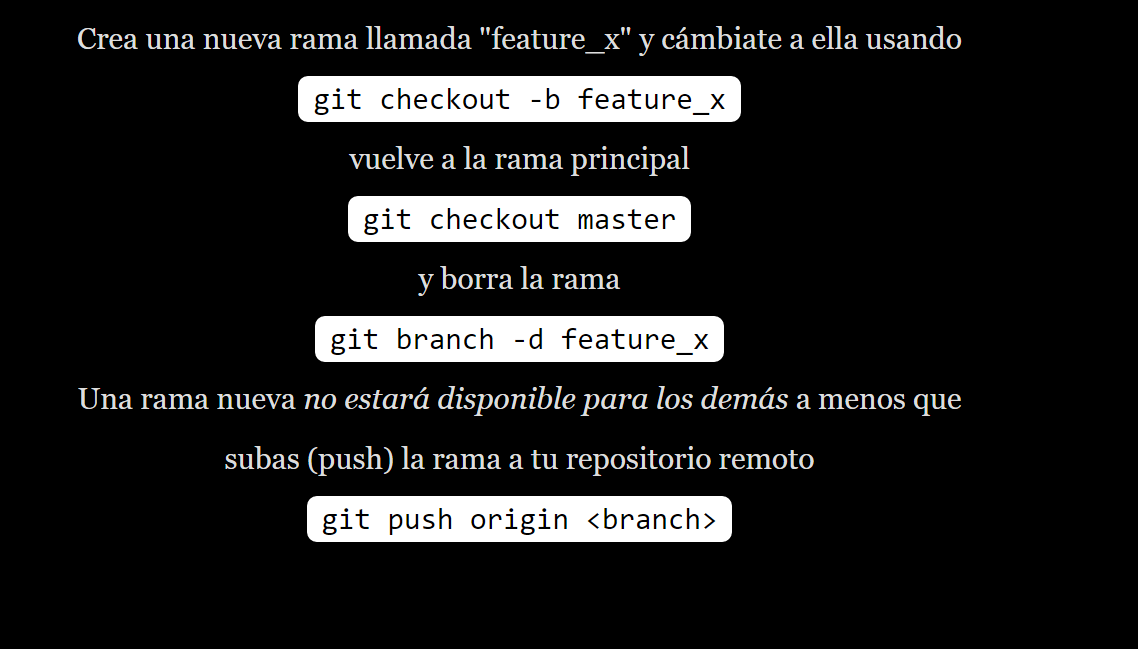 Crea una nueva rama llamada "feature_x" y cámbiate a ella usando
git checkout -b feature_x
vuelve a la rama principal
git checkout master
y borra la rama
git branch -d feature_x
Una rama nueva no estará disponible para los demás a menos que
subas (push) la rama a tu repositorio remoto
git push origin <branch>